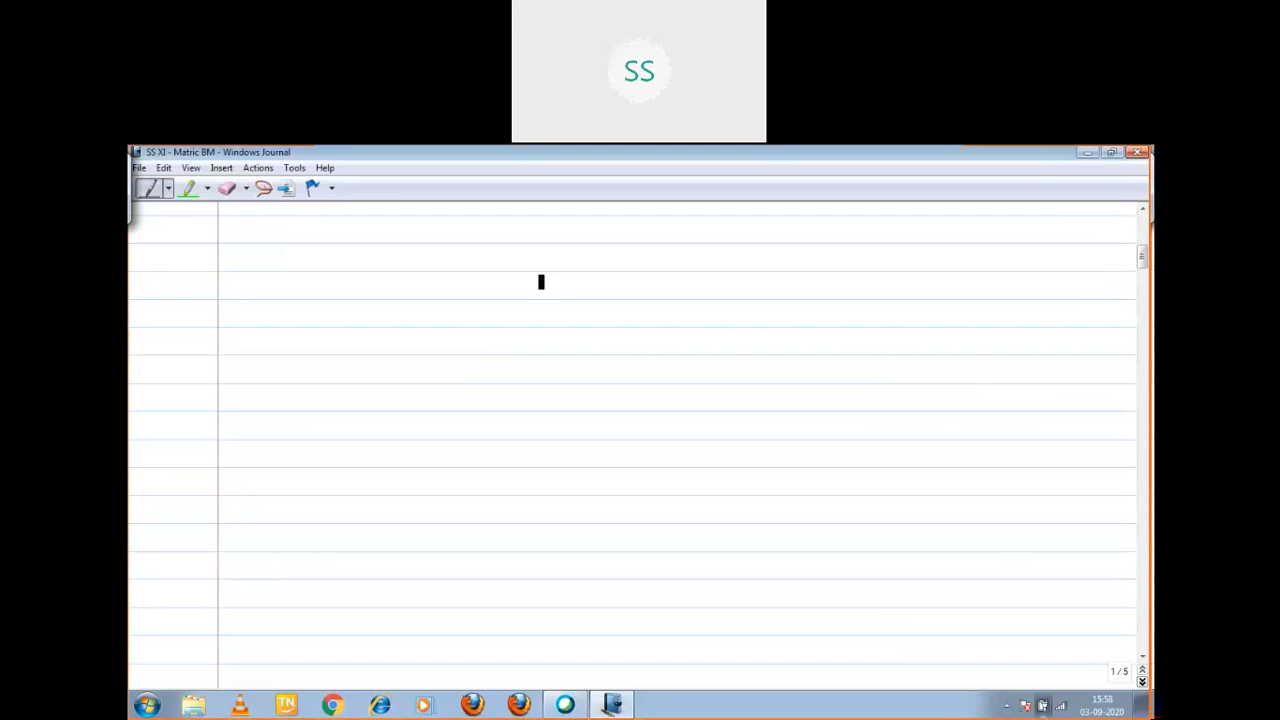 SS
SS XI - Matric BM - Windows Journal
File Edit View Insert Actions Tools Help
1 / 5
TN
15:58
03-09-2020